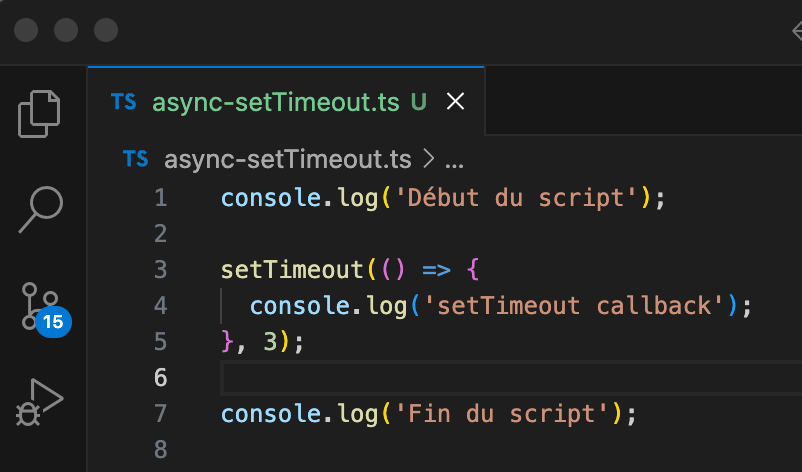 TS async-setTimeout.ts U
TS async-setTimeout.ts > ...
1 console.log('Début du script');
2
3 setTimeout(() => {
4 console.log('setTimeout callback');
5 }, 3);
6
7 console.log('Fin du script');
8
15